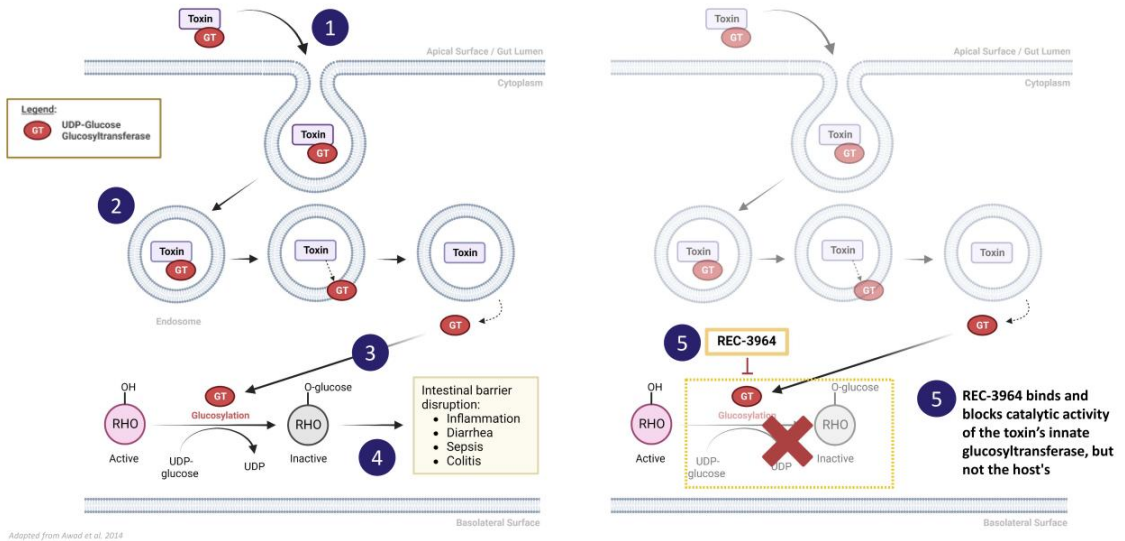 Toxin
GT
1
Apical Surface / Gut Lumen
Cytoplasm
Legend:
GT
UDP-Glucose
Glucosyltransferase
Toxin
GT
2
Toxin
GT
Toxin
GT
Toxin
Endosome
GT
3
OH
GT
O-glucose
RHO
Glucosylation
RHO
Active
UDP-
glucose
UDP
Inactive
4
Intestinal barrier
disruption:
• Inflammation
• Diarrhea
• Sepsis
• Colitis
Basolateral Surface
Adapted from Awad et al. 2014
Toxin
GT
Apical Surface / Gut Lumen
Cytoplasm
Toxin
GT
Toxin
GT
Toxin
GT
Toxin
GT
5
REC-3964
OH
GT
O-glucose
RHO
Glucosylation
RHO
Active
UDP-
glucose
UDP
Inactive
5
REC-3964 binds and
blocks catalytic activity
of the toxin's innate
glucosyltransferase, but
not the host's
Basolateral Surface